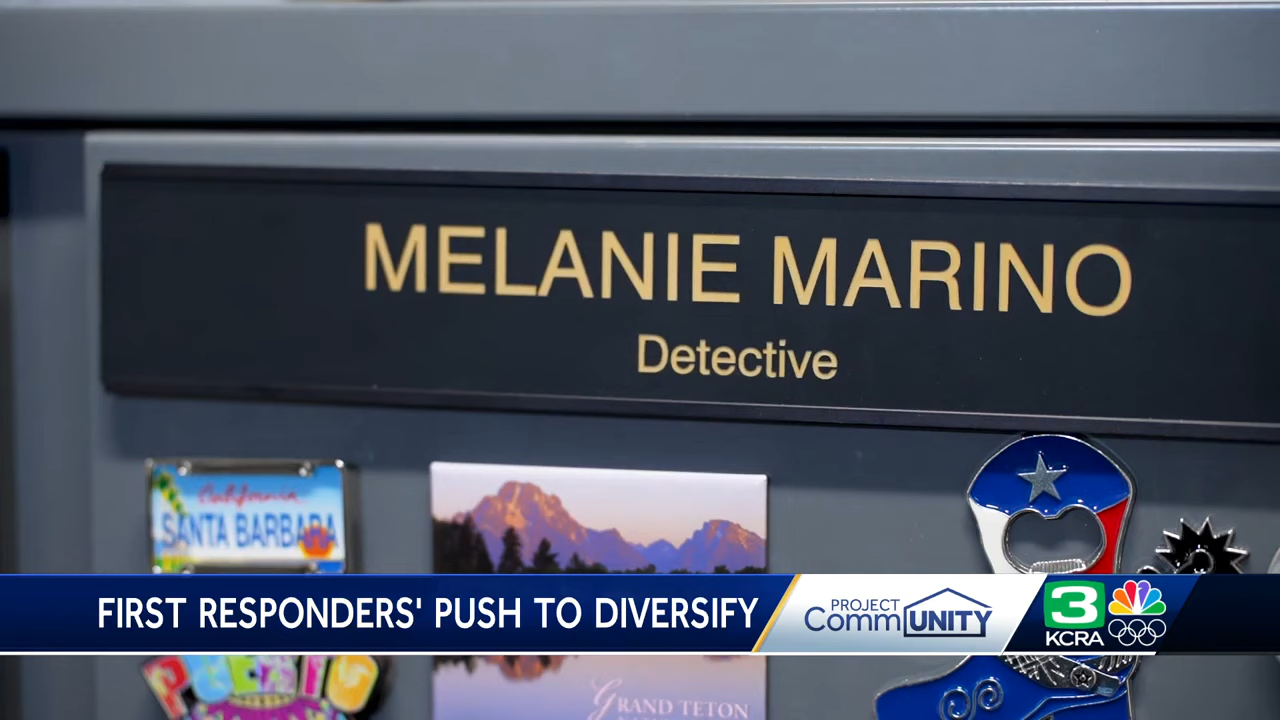 MELANIE MARINO
Detective
California
SANTA BARBARA
FIRST RESPONDERS' PUSH TO DIVERSIFY
PROJECT
CommUNITY
3
KCRA
GRAND TETON